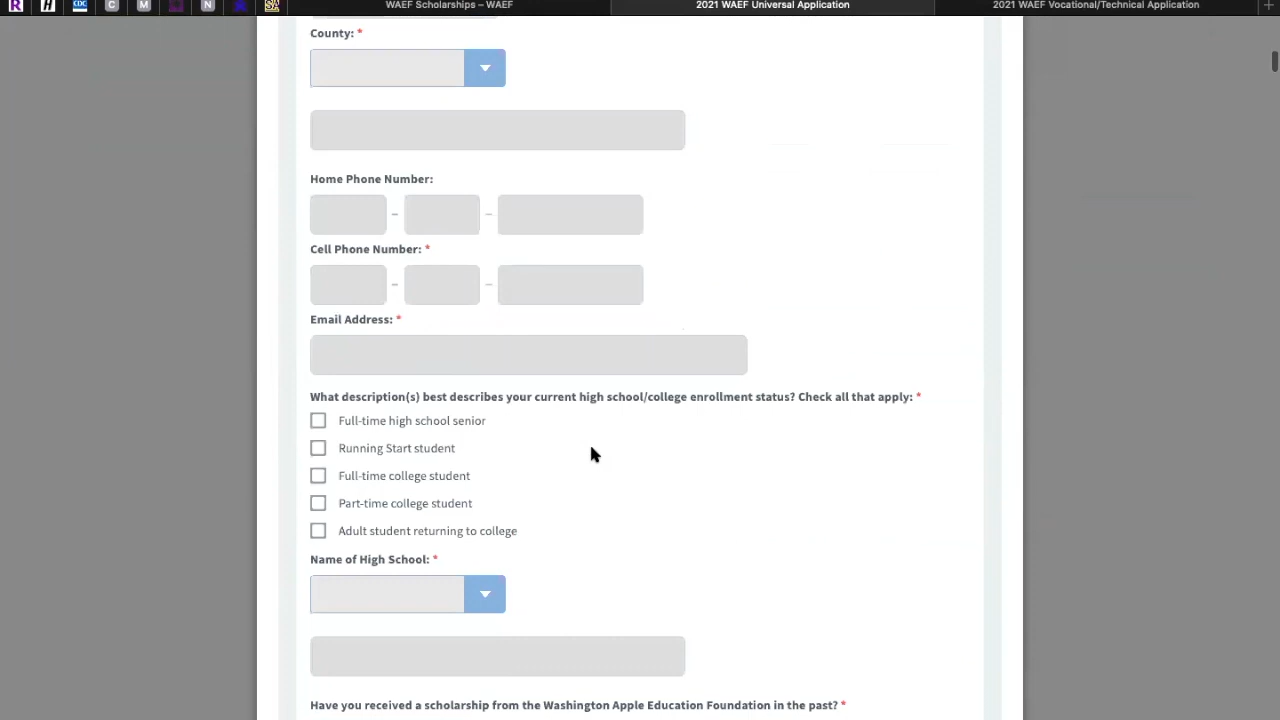 R H CDC C M N SA
WAEF Scholarships – WAEF 2021 WAEF Universal Application 2021 WAEF Vocational/Technical Application +
County: *
Home Phone Number:
– –
Cell Phone Number: *
– –
Email Address: *
What description(s) best describes your current high school/college enrollment status? Check all that apply: *
Full-time high school senior
Running Start student
Full-time college student
Part-time college student
Adult student returning to college
Name of High School: *
Have you received a scholarship from the Washington Apple Education Foundation in the past? *